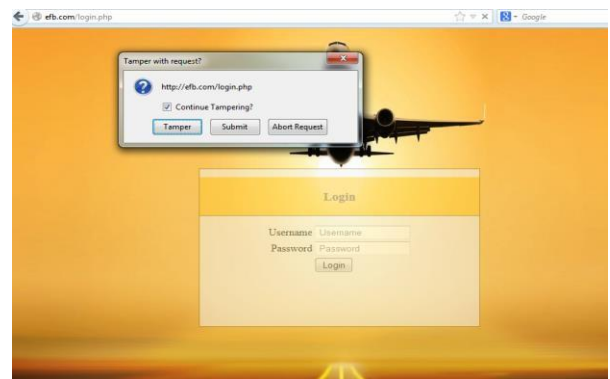 efb.com/login.php
Google
Tamper with request?
http://efb.com/login.php
Continue Tampering?
Tamper Submit Abort Request
Login
Username Username
Password Password
Login